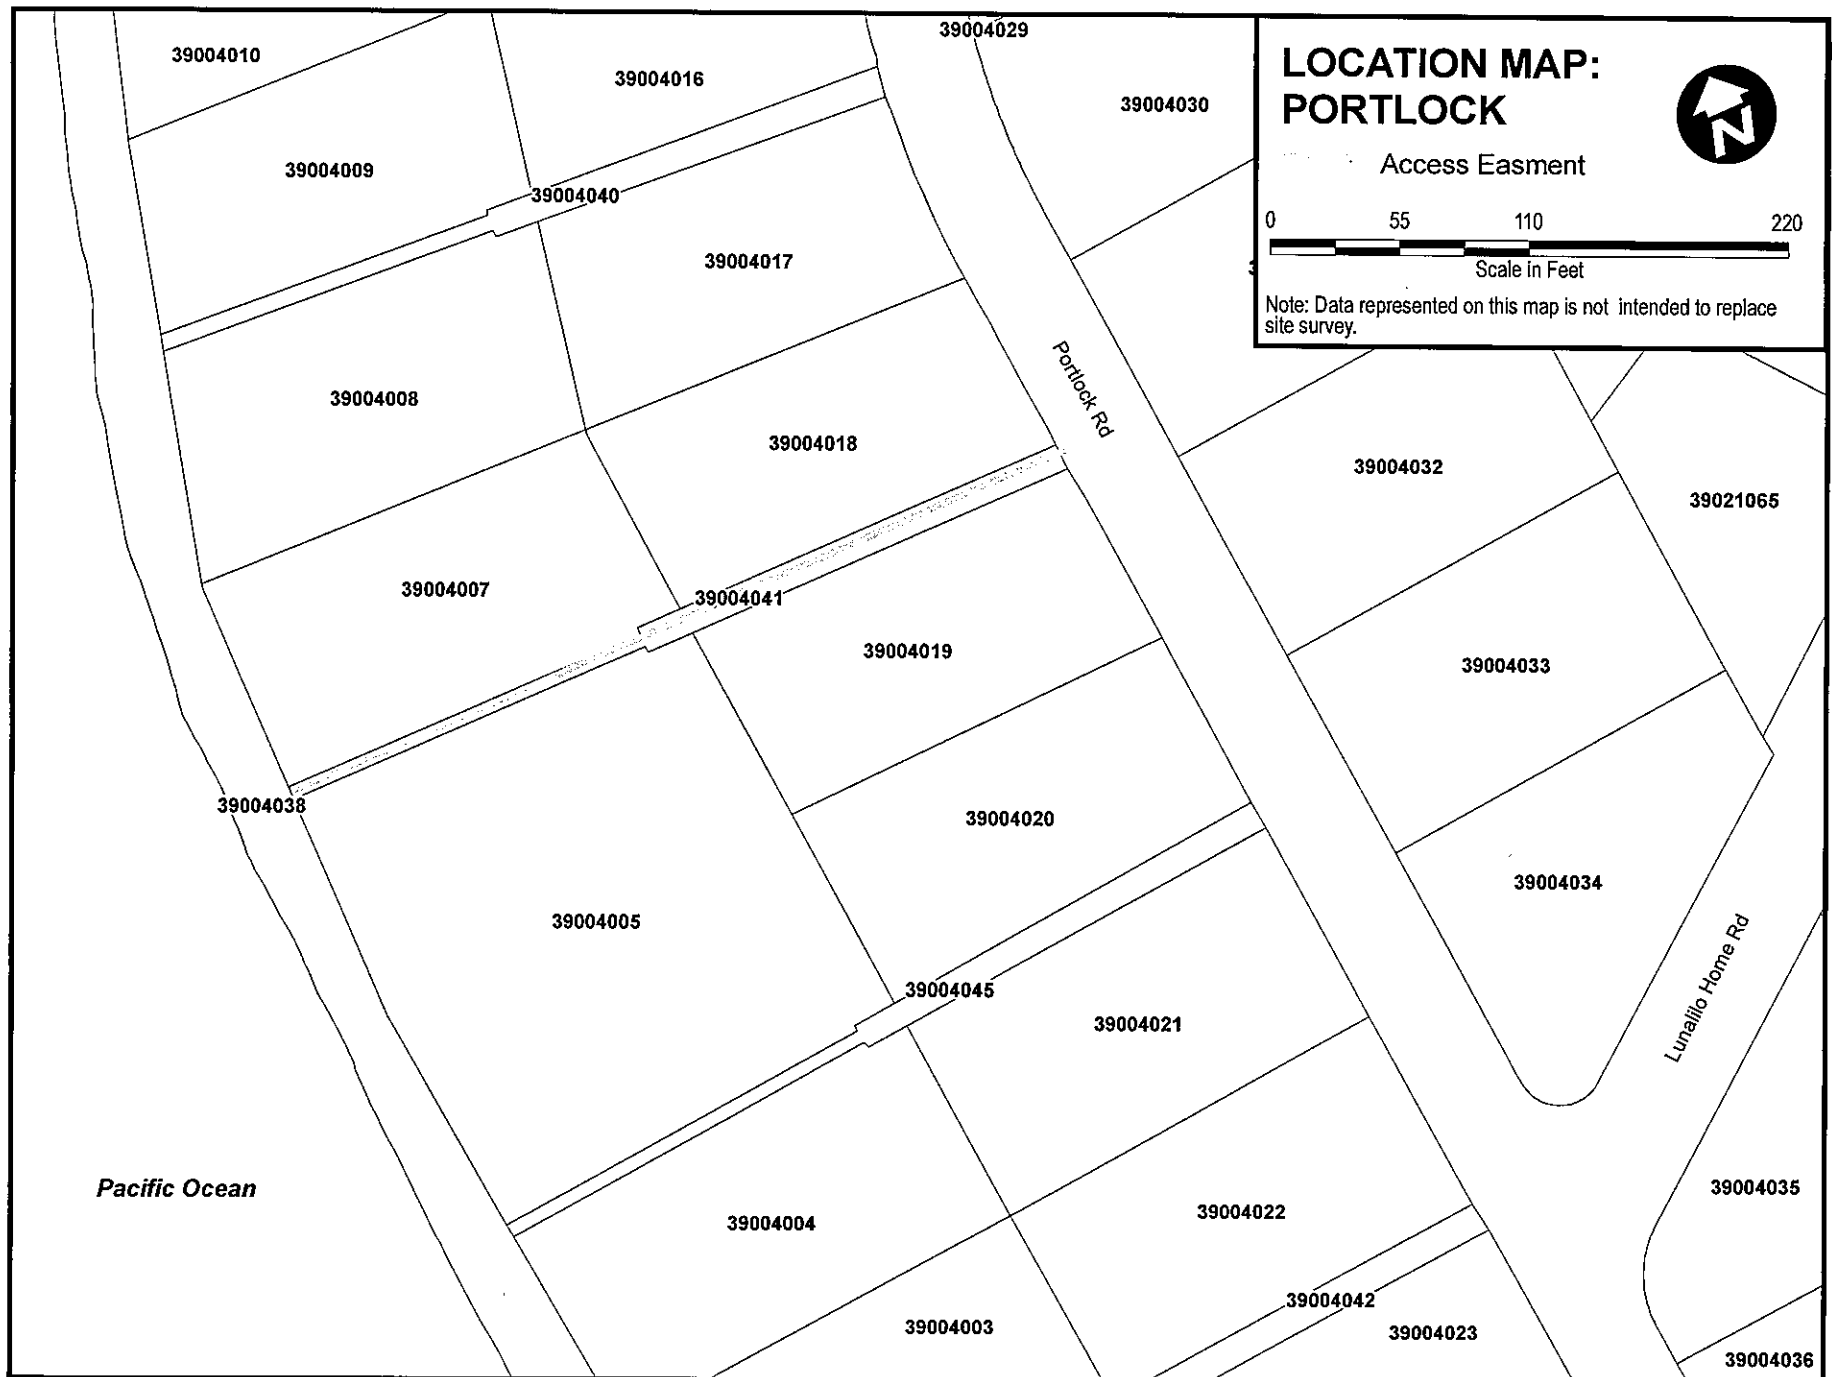 39004010
39004016
39004029
39004030
LOCATION MAP:
PORTLOCK
N
Access Easment
0 55 110 220
Scale in Feet
Note: Data represented on this map is not intended to replace
site survey.
39004009
39004040
39004017
Portlock Rd
39004008
39004018
39004032
39021065
39004007
39004041
39004019
39004033
39004038
39004020
39004034
39004005
Lunalilo Home Rd
39004045
39004021
Pacific Ocean
39004004
39004022
39004035
39004003
39004042
39004023
39004036